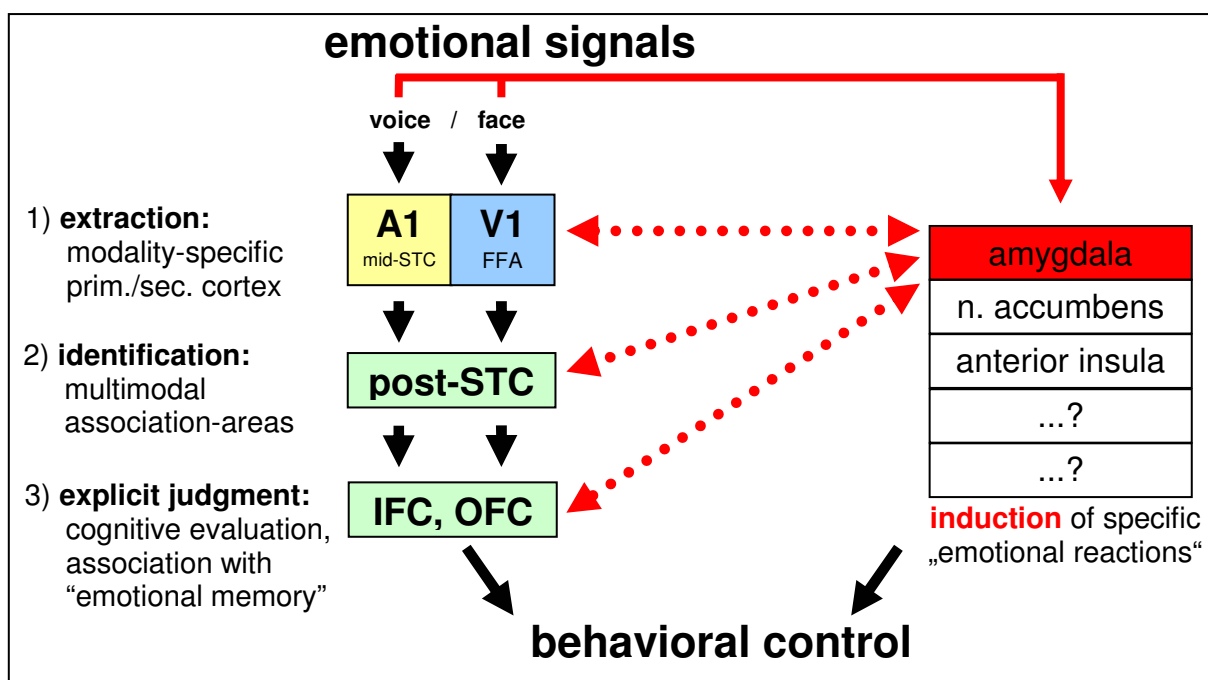 emotional signals
voice / face
1) extraction:
modality-specific
prim./sec. cortex
A1
mid-STC
V1
FFA
2) identification:
multimodal
association-areas
post-STC
3) explicit judgment:
cognitive evaluation,
association with
“emotional memory”
IFC, OFC
amygdala
n. accumbens
anterior insula
...?
...?
induction of specific
„emotional reactions“
behavioral control